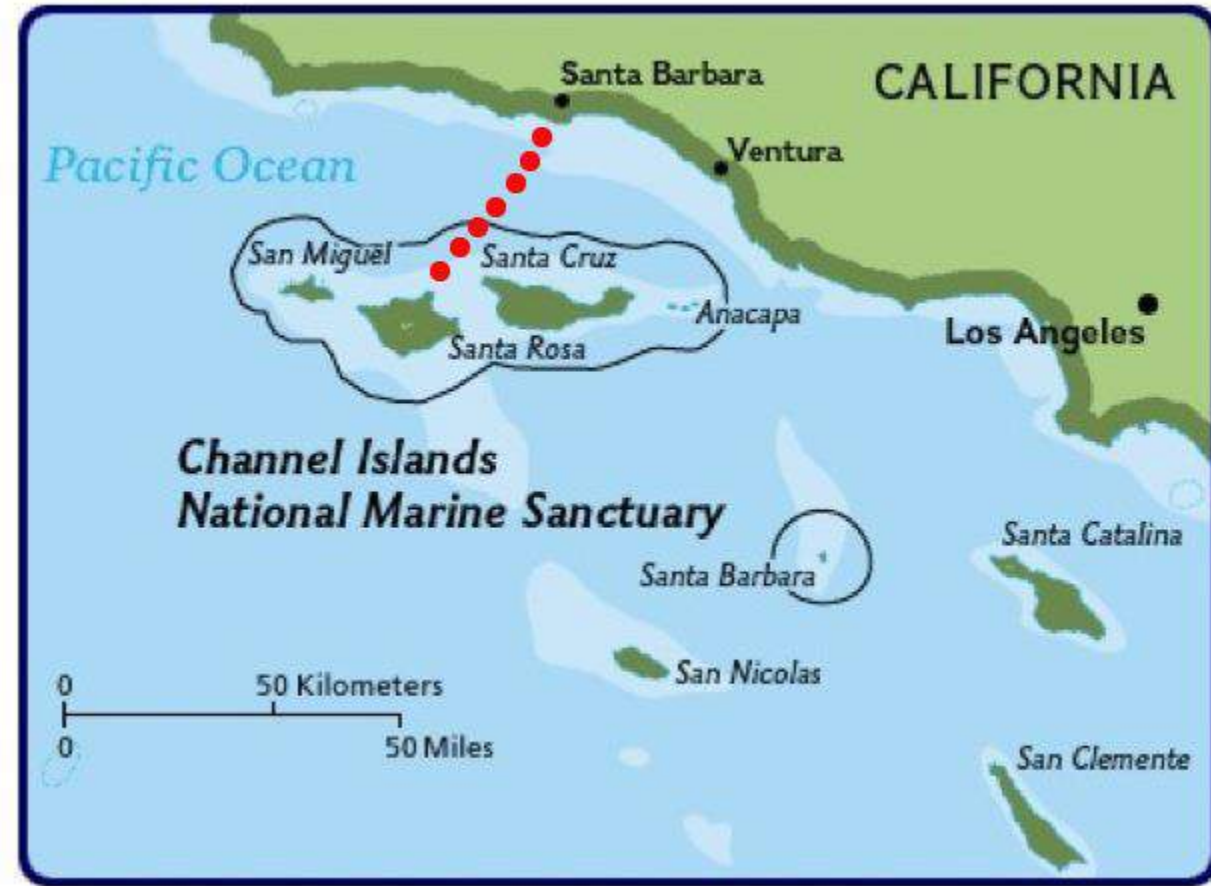 Santa Barbara
CALIFORNIA
Ventura
Pacific Ocean
San Miguel
Santa Cruz
Anacapa
Los Angeles
Santa Rosa
Channel Islands
National Marine Sanctuary
Santa Catalina
Santa Barbara
San Nicolas
0 50 Kilometers
0 50 Miles
San Clemente